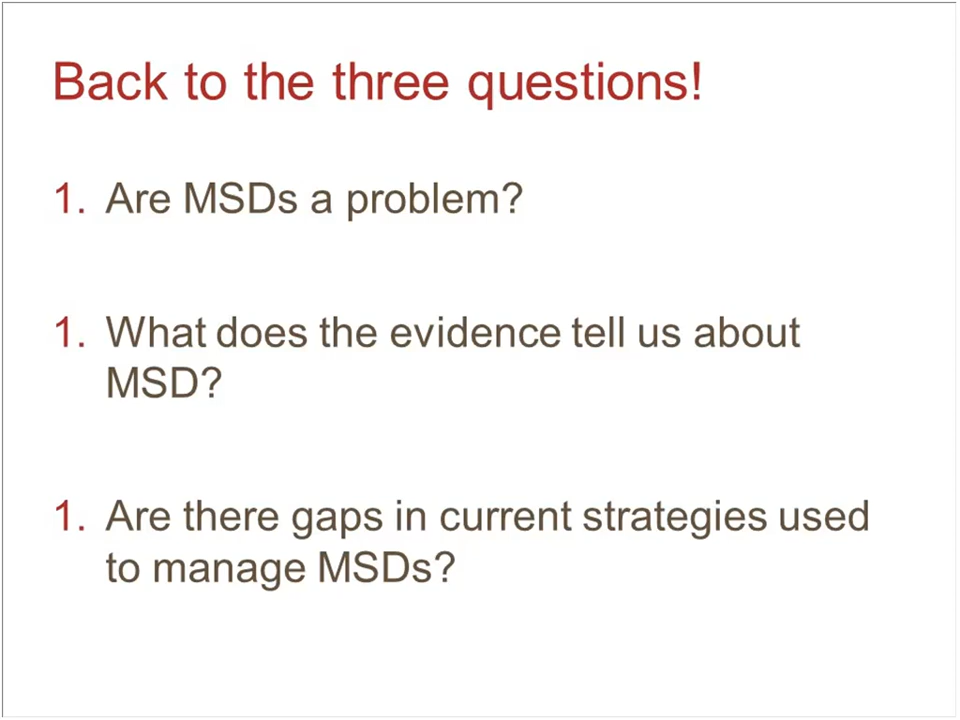 Back to the three questions!
1. Are MSDs a problem?
1. What does the evidence tell us about
MSD?
1. Are there gaps in current strategies used
to manage MSDs?